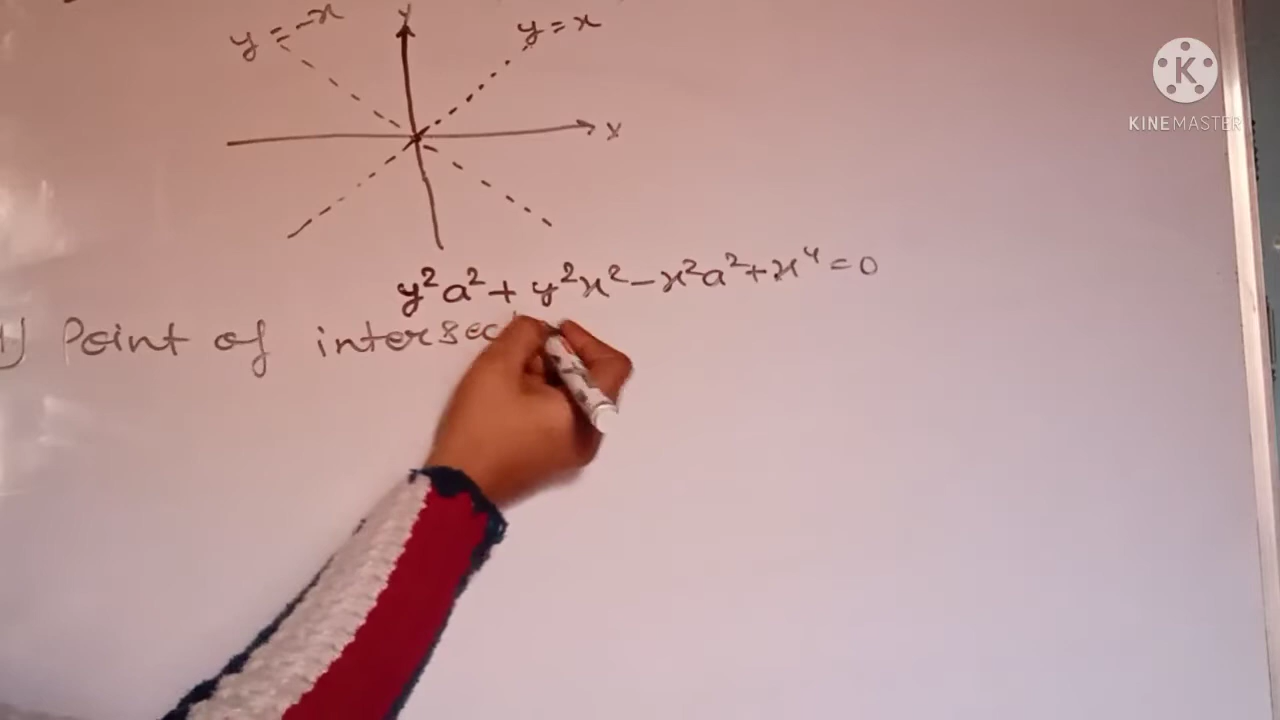 y = -x
Y
y = x
X
y²a² + y²x² - x²a² + x⁴ = 0
1) Point of intersec
K
KINEMASTER